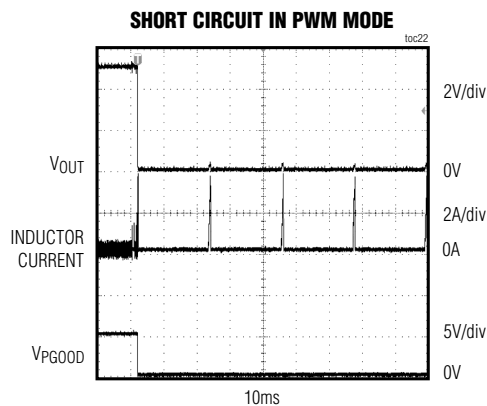 SHORT CIRCUIT IN PWM MODE
toc22
2V/div
VOUT
0V
2A/div
INDUCTOR
CURRENT
0A
5V/div
VPGOOD
0V
10ms